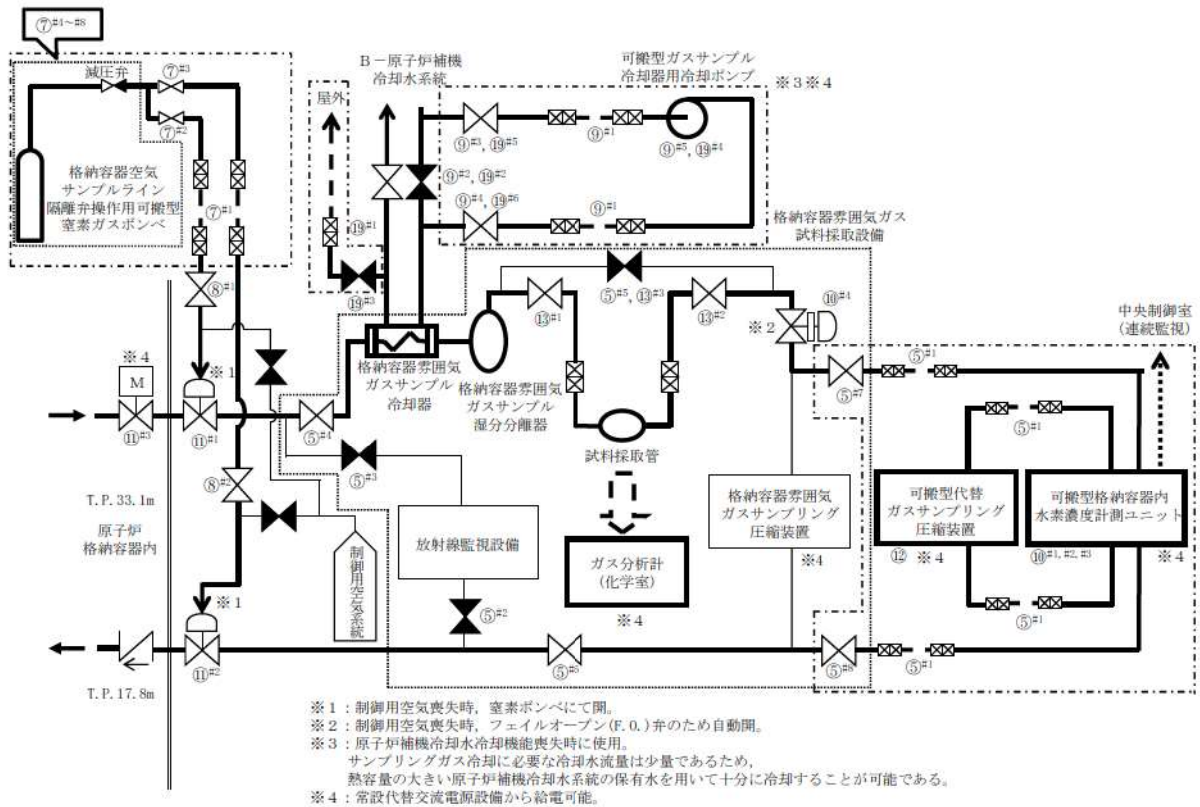 ⑦#4~#8
減圧弁
⑦#3
⑦#2
格納容器空気
サンプルライン
隔離弁操作用可搬型
窒素ガスボンベ
⑦#1
⑧#1
屋外
B－原子炉補機
冷却水系統
⑲#1
⑲#3
可搬型ガスサンプル
冷却器用冷却ポンプ
※3※4
⑨#3, ⑲#5
⑨#1
⑨#5, ⑲#4
⑨#2, ⑲#2
⑨#4, ⑲#6
⑨#1
格納容器雰囲気ガス
試料採取設備
⑤#5, ⑬#3
⑬#1
⑬#2
⑩#4
※2
中央制御室
(連続監視)
※4
M
※1
⑪#3
⑪#1
⑤#4
格納容器雰囲気
ガスサンプル
冷却器
格納容器雰囲気
ガスサンプル
湿分分離器
試料採取管
⑤#7
⑤#1
⑤#1
⑤#3
⑧#2
T.P.33.1m
原子炉
格納容器内
制御用空気系統
放射線監視設備
ガス分析計
(化学室)
※4
格納容器雰囲気
ガスサンプリング
圧縮装置
※4
可搬型代替
ガスサンプリング
圧縮装置
⑫ ※4
可搬型格納容器内
水素濃度計測ユニット
⑩#1,#2,#3
※4
⑤#1
※1
⑤#2
⑪#2
⑤#8
⑤#1
T.P.17.8m
※1：制御用空気喪失時，窒素ボンベにて開。
※2：制御用空気喪失時，フェイルオープン(F.O.)弁のため自動開。
※3：原子炉補機冷却水冷却機能喪失時に使用。
サンプリングガス冷却に必要な冷却水流量は少量であるため，
熱容量の大きい原子炉補機冷却水系統の保有水を用いて十分に冷却することが可能である。
※4：常設代替交流電源設備から給電可能。